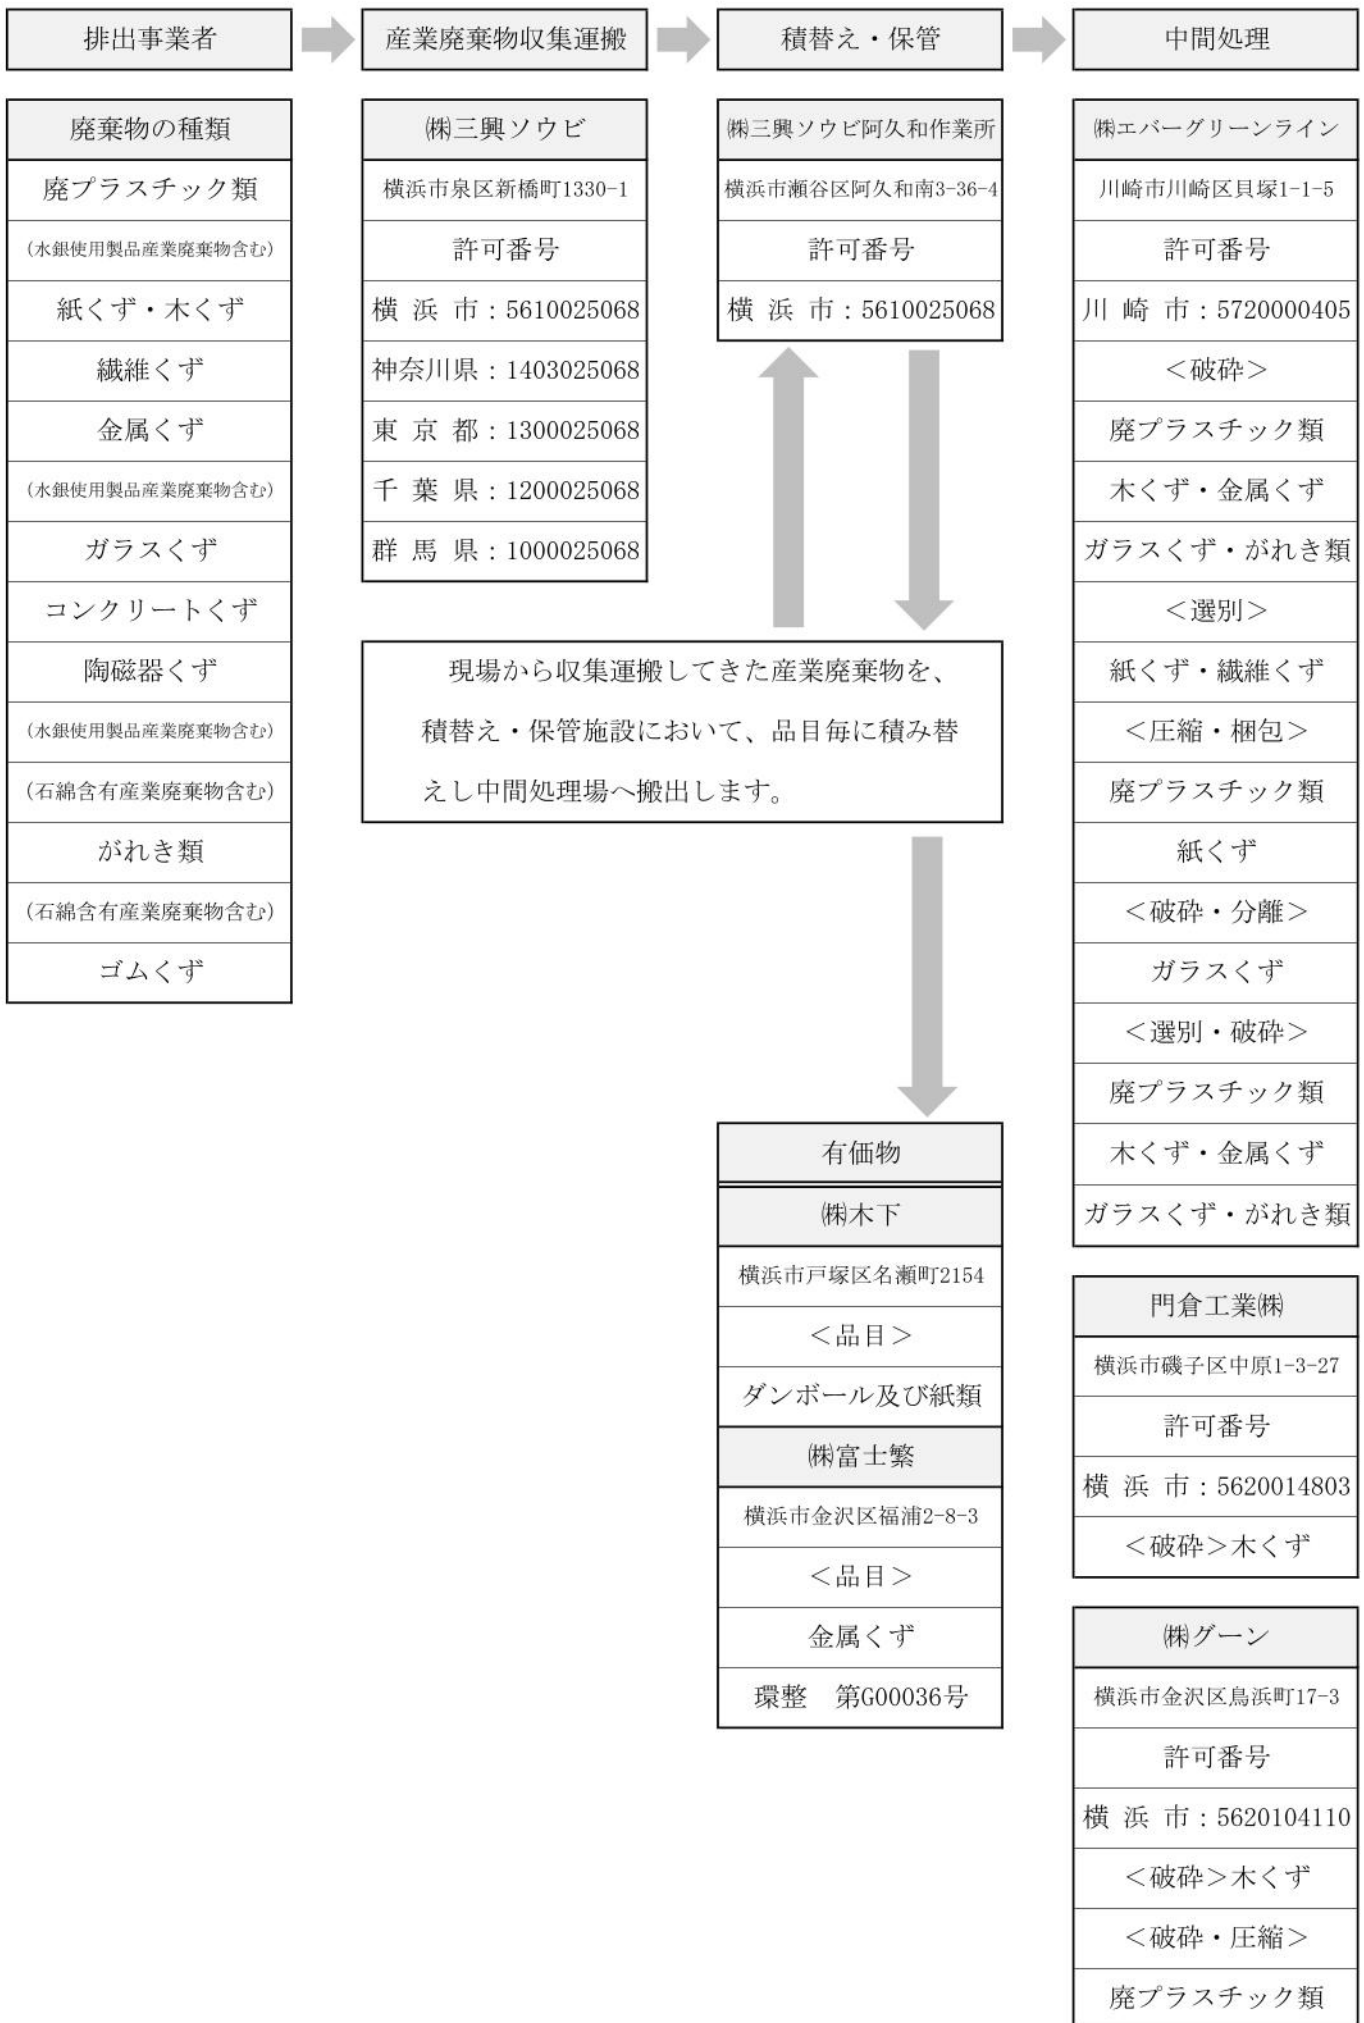 排出事業者
産業廃棄物収集運搬
積替え・保管
中間処理
廃棄物の種類
廃プラスチック類
(水銀使用製品産業廃棄物含む)
紙くず・木くず
繊維くず
金属くず
(水銀使用製品産業廃棄物含む)
ガラスくず
コンクリートくず
陶磁器くず
(水銀使用製品産業廃棄物含む)
(石綿含有産業廃棄物含む)
がれき類
(石綿含有産業廃棄物含む)
ゴムくず
㈱三興ソウビ
横浜市泉区新橋町1330-1
許可番号
横 浜 市：5610025068
神奈川県：1403025068
東 京 都：1300025068
千 葉 県：1200025068
群 馬 県：1000025068
㈱三興ソウビ阿久和作業所
横浜市瀬谷区阿久和南3-36-4
許可番号
横 浜 市：5610025068
現場から収集運搬してきた産業廃棄物を、
積替え・保管施設において、品目毎に積み替
えし中間処理場へ搬出します。
有価物
㈱木下
横浜市戸塚区名瀬町2154
＜品目＞
ダンボール及び紙類
㈱富士繁
横浜市金沢区福浦2-8-3
＜品目＞
金属くず
環整　第G00036号
㈱エバーグリーンライン
川崎市川崎区貝塚1-1-5
許可番号
川 崎 市：5720000405
＜破砕＞
廃プラスチック類
木くず・金属くず
ガラスくず・がれき類
＜選別＞
紙くず・繊維くず
＜圧縮・梱包＞
廃プラスチック類
紙くず
＜破砕・分離＞
ガラスくず
＜選別・破砕＞
廃プラスチック類
木くず・金属くず
ガラスくず・がれき類
門倉工業㈱
横浜市磯子区中原1-3-27
許可番号
横 浜 市：5620014803
＜破砕＞木くず
㈱グーン
横浜市金沢区鳥浜町17-3
許可番号
横 浜 市：5620104110
＜破砕＞木くず
＜破砕・圧縮＞
廃プラスチック類